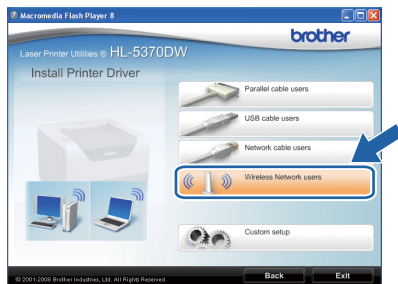 Macromedia Flash Player 8
brother
Laser Printer Utilities ® HL-5370DW
Install Printer Driver
Parallel cable users
USB cable users
Network cable users
Wireless Network users
Custom setup
© 2001-2008 Brother Industries, Ltd. All Rights Reserved.
Back Exit